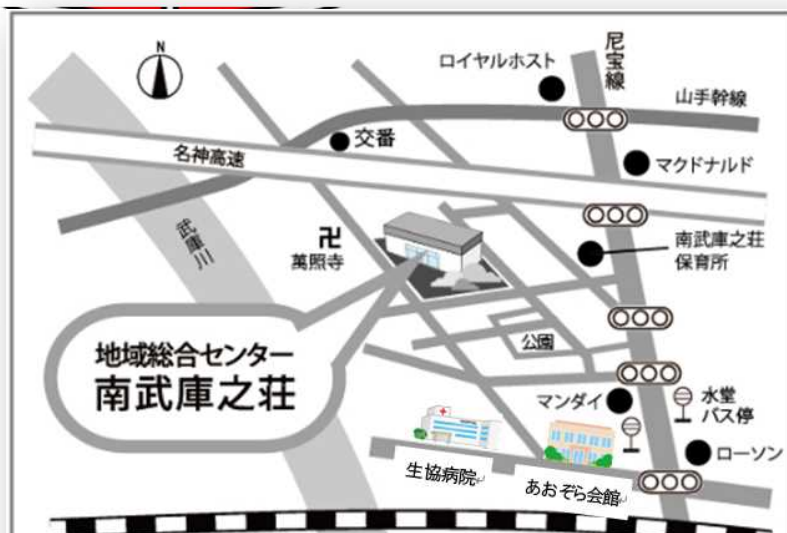 N
ロイヤルホスト
尼宝線
山手幹線
交番
名神高速
マクドナルド
武庫川
卍
萬照寺
南武庫之荘
保育所
地域総合センター
南武庫之荘
公園
マンダイ
水堂
バス停
ローソン
生協病院
あおぞら会館